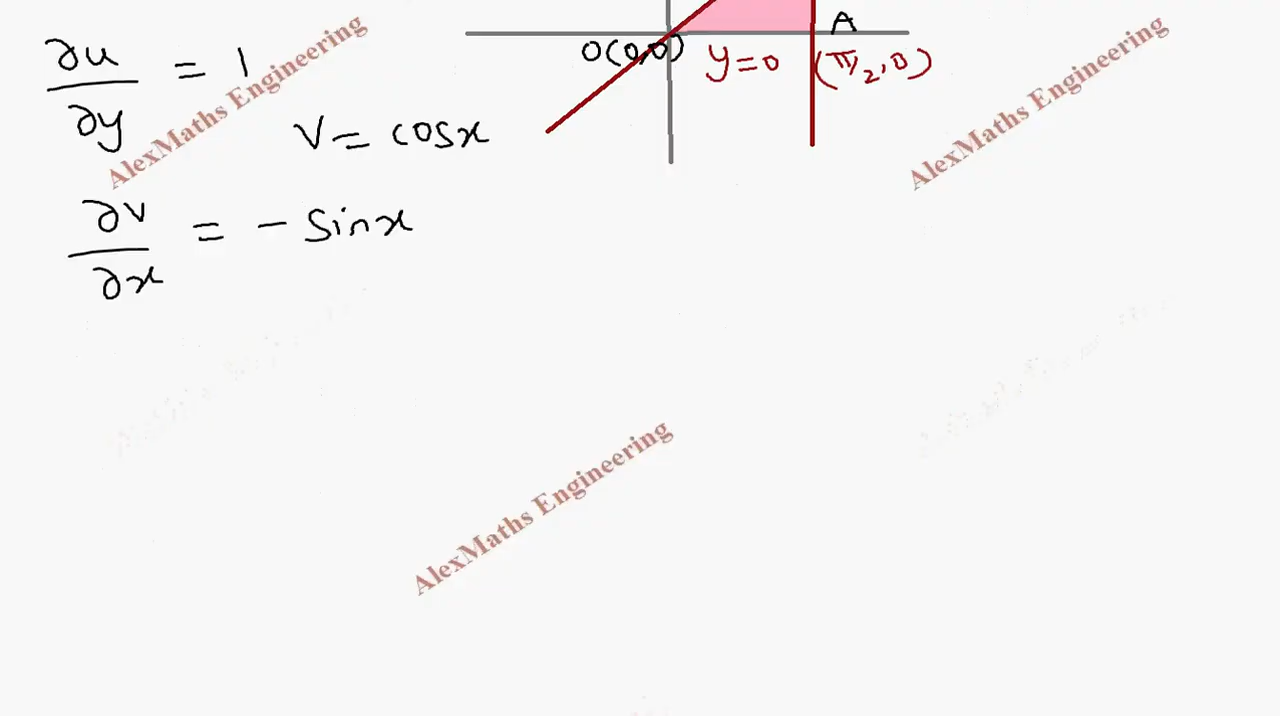 ∂u/∂y = 1
AlexMaths Engineering
V = cosx
O(0,0)
y=0
A
(π/2, 0)
AlexMaths Engineering
∂v/∂x = - Sinx
AlexMaths Engineering